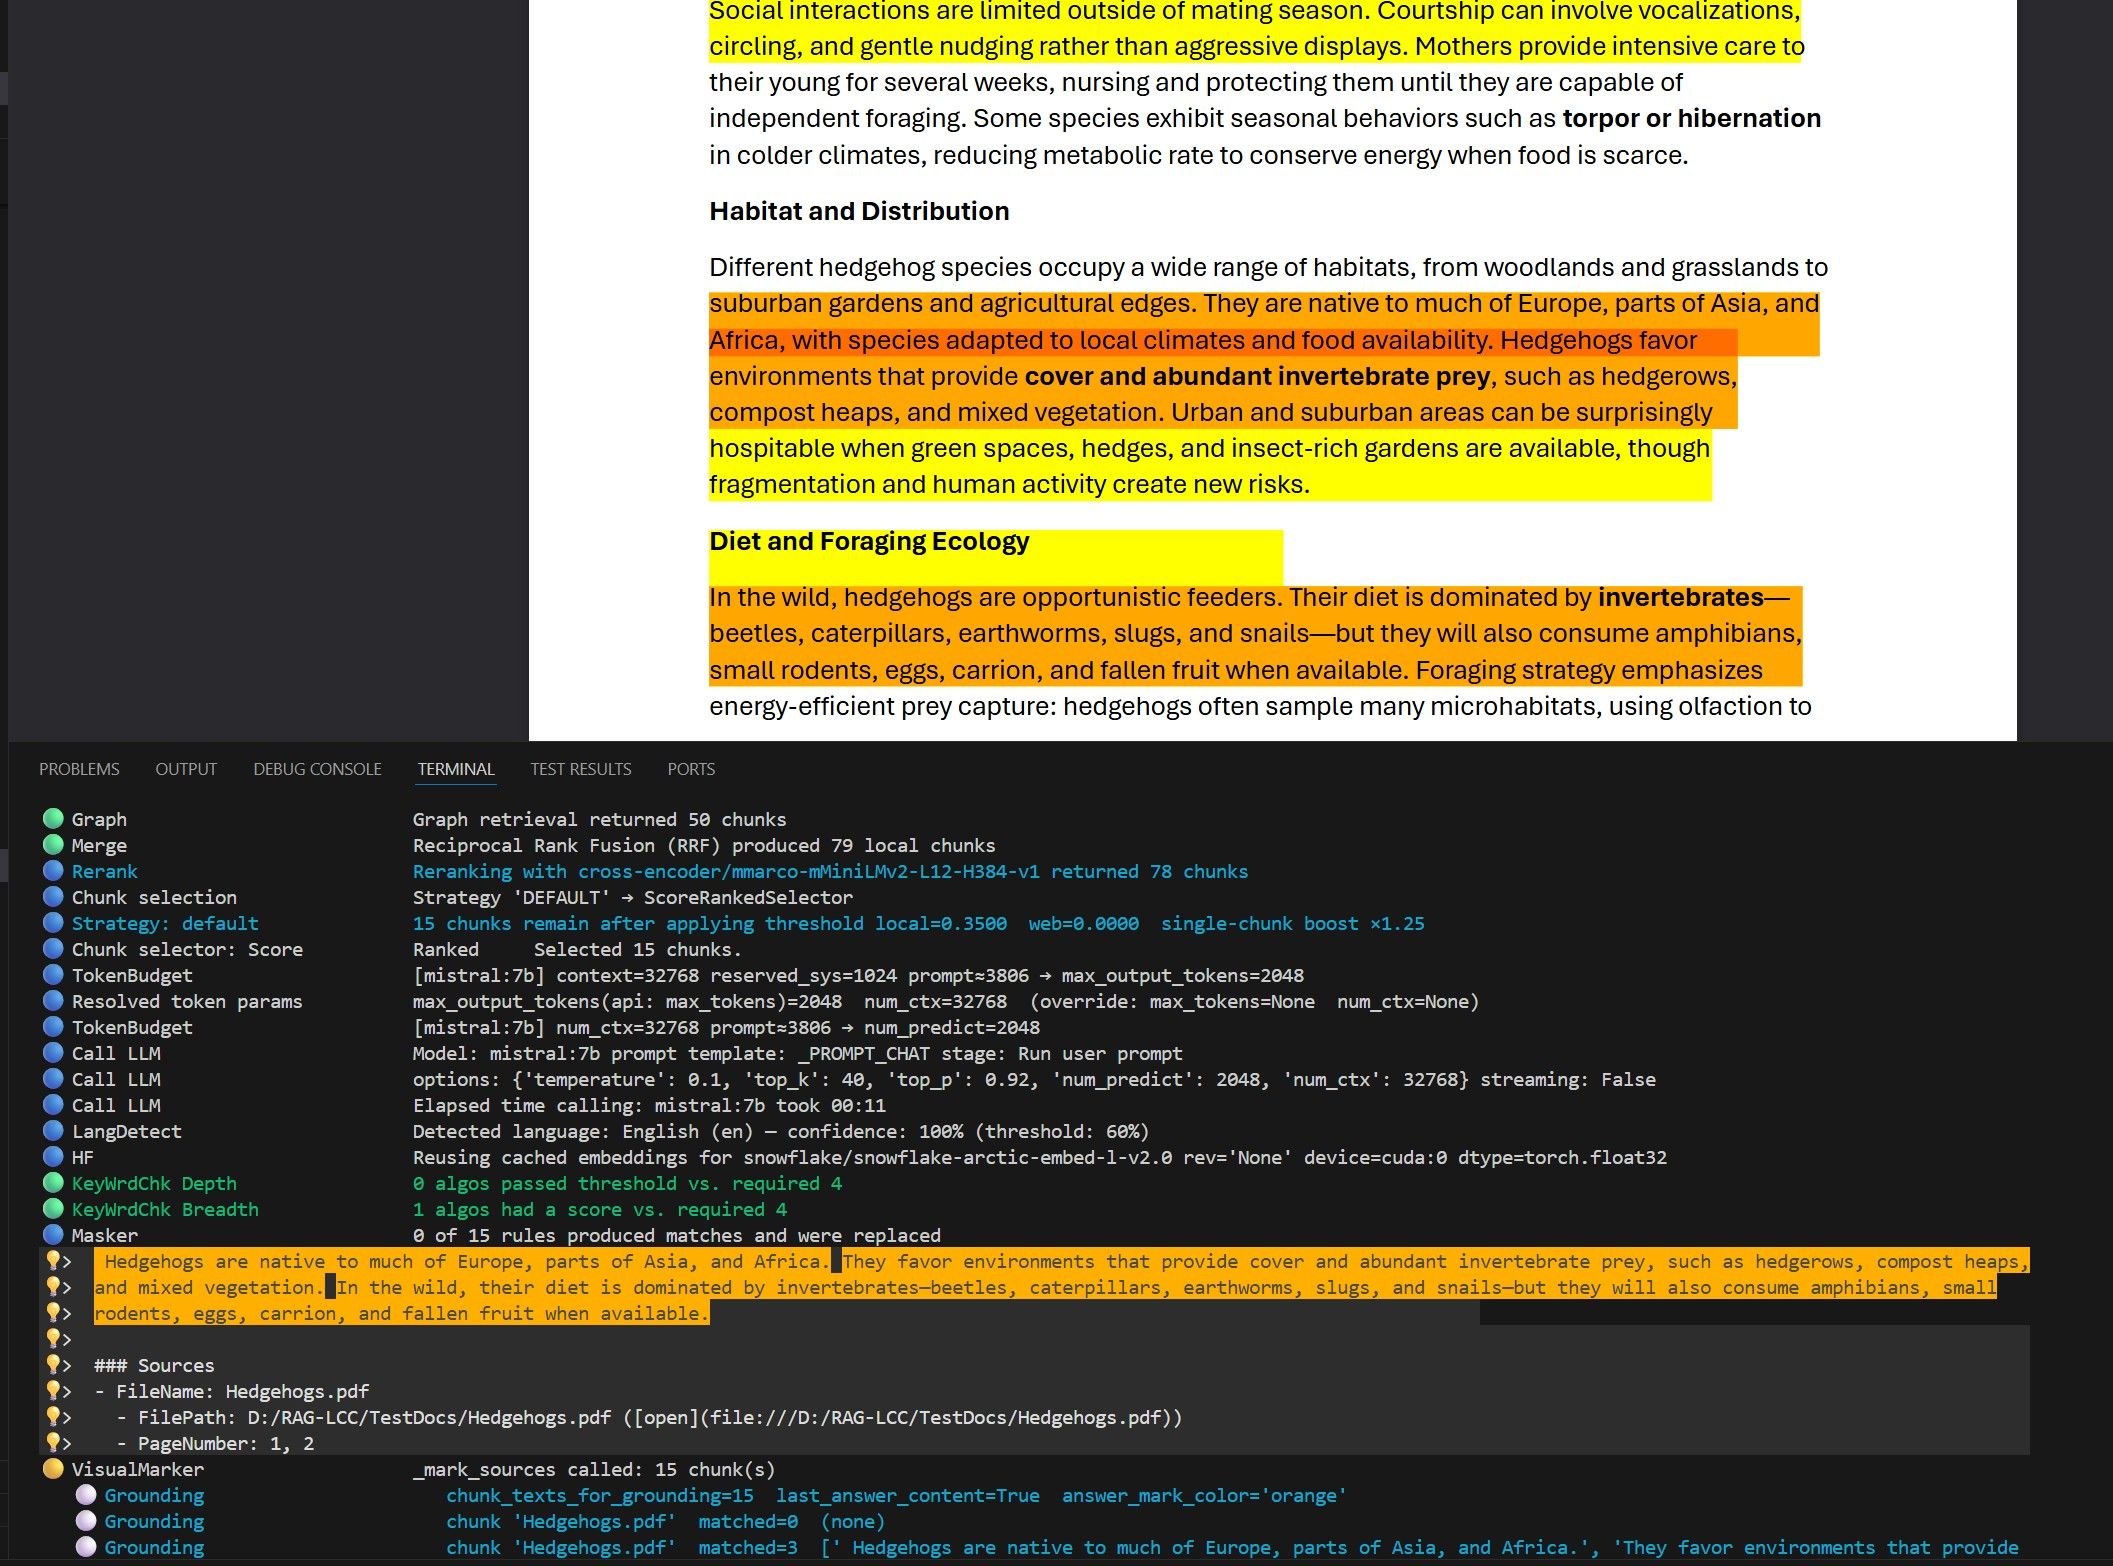 Social interactions are limited outside of mating season. Courtship can involve vocalizations,
circling, and gentle nudging rather than aggressive displays. Mothers provide intensive care to
their young for several weeks, nursing and protecting them until they are capable of
independent foraging. Some species exhibit seasonal behaviors such as torpor or hibernation
in colder climates, reducing metabolic rate to conserve energy when food is scarce.
Habitat and Distribution
Different hedgehog species occupy a wide range of habitats, from woodlands and grasslands to
suburban gardens and agricultural edges. They are native to much of Europe, parts of Asia, and
Africa, with species adapted to local climates and food availability. Hedgehogs favor
environments that provide cover and abundant invertebrate prey, such as hedgerows,
compost heaps, and mixed vegetation. Urban and suburban areas can be surprisingly
hospitable when green spaces, hedges, and insect-rich gardens are available, though
fragmentation and human activity create new risks.
Diet and Foraging Ecology
In the wild, hedgehogs are opportunistic feeders. Their diet is dominated by invertebrates—
beetles, caterpillars, earthworms, slugs, and snails—but they will also consume amphibians,
small rodents, eggs, carrion, and fallen fruit when available. Foraging strategy emphasizes
energy-efficient prey capture: hedgehogs often sample many microhabitats, using olfaction to
PROBLEMS OUTPUT DEBUG CONSOLE TERMINAL TEST RESULTS PORTS
Graph Graph retrieval returned 50 chunks
Merge Reciprocal Rank Fusion (RRF) produced 79 local chunks
Rerank Reranking with cross-encoder/mmarco-mMiniLMv2-L12-H384-v1 returned 78 chunks
Chunk selection Strategy 'DEFAULT' → ScoreRankedSelector
Strategy: default 15 chunks remain after applying threshold local=0.3500 web=0.0000 single-chunk boost ×1.25
Chunk selector: Score Ranked Selected 15 chunks.
TokenBudget [mistral:7b] context=32768 reserved_sys=1024 prompt≈3806 → max_output_tokens=2048
Resolved token params max_output_tokens(api: max_tokens)=2048 num_ctx=32768 (override: max_tokens=None num_ctx=None)
TokenBudget [mistral:7b] num_ctx=32768 prompt≈3806 → num_predict=2048
Call LLM Model: mistral:7b prompt template: _PROMPT_CHAT stage: Run user prompt
Call LLM options: {'temperature': 0.1, 'top_k': 40, 'top_p': 0.92, 'num_predict': 2048, 'num_ctx': 32768} streaming: False
Call LLM Elapsed time calling: mistral:7b took 00:11
LangDetect Detected language: English (en) — confidence: 100% (threshold: 60%)
HF Reusing cached embeddings for snowflake/snowflake-arctic-embed-l-v2.0 rev='None' device=cuda:0 dtype=torch.float32
KeyWrdChk Depth 0 algos passed threshold vs. required 4
KeyWrdChk Breadth 1 algos had a score vs. required 4
Masker 0 of 15 rules produced matches and were replaced
> Hedgehogs are native to much of Europe, parts of Asia, and Africa. They favor environments that provide cover and abundant invertebrate prey, such as hedgerows, compost heaps,
> and mixed vegetation. In the wild, their diet is dominated by invertebrates—beetles, caterpillars, earthworms, slugs, and snails—but they will also consume amphibians, small
> rodents, eggs, carrion, and fallen fruit when available.
>
> ### Sources
> - FileName: Hedgehogs.pdf
> - FilePath: D:/RAG-LCC/TestDocs/Hedgehogs.pdf ([open](file:///D:/RAG-LCC/TestDocs/Hedgehogs.pdf))
> - PageNumber: 1, 2
VisualMarker _mark_sources called: 15 chunk(s)
Grounding chunk_texts_for_grounding=15 last_answer_content=True answer_mark_color='orange'
Grounding chunk 'Hedgehogs.pdf' matched=0 (none)
Grounding chunk 'Hedgehogs.pdf' matched=3 [' Hedgehogs are native to much of Europe, parts of Asia, and Africa.', 'They favor environments that provide